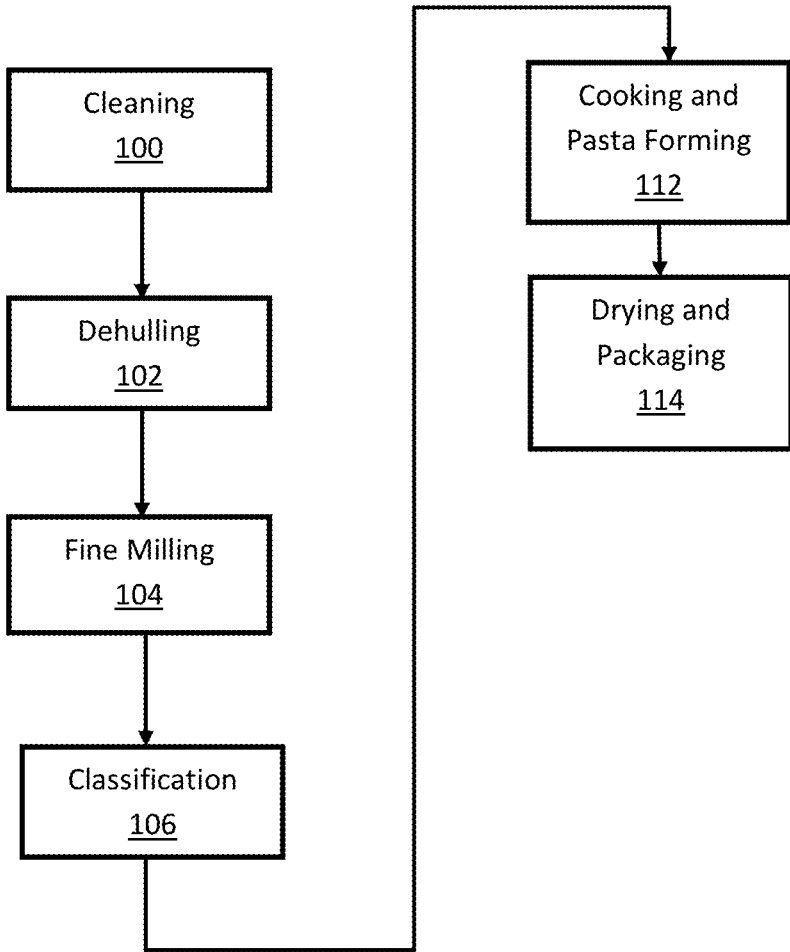 Cleaning
100
Dehulling
102
Fine Milling
104
Classification
106
Cooking and
Pasta Forming
112
Drying and
Packaging
114